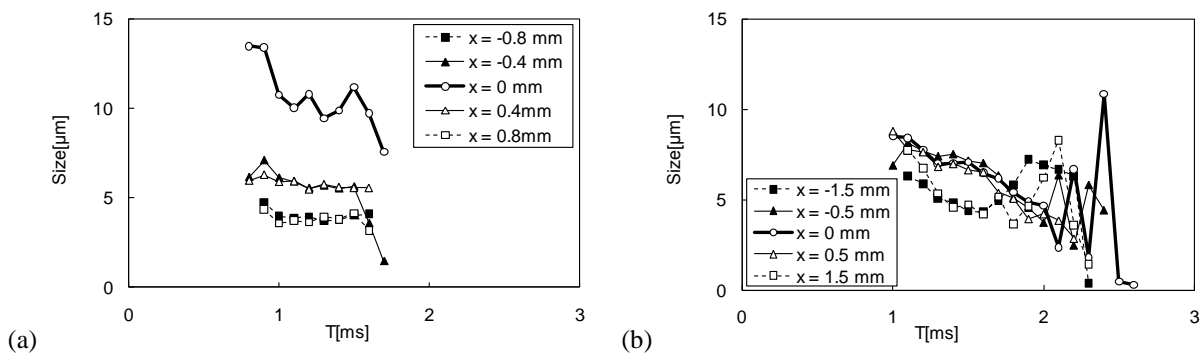 15
10
5
0
Size[µm]
0
1
2
3
T[ms]
x = -0.8 mm
x = -0.4 mm
x = 0 mm
x = 0.4mm
x = 0.8mm
(a)
15
10
5
0
Size[µm]
0
1
2
3
T[ms]
x = -1.5 mm
x = -0.5 mm
x = 0 mm
x = 0.5 mm
x = 1.5 mm
(b)